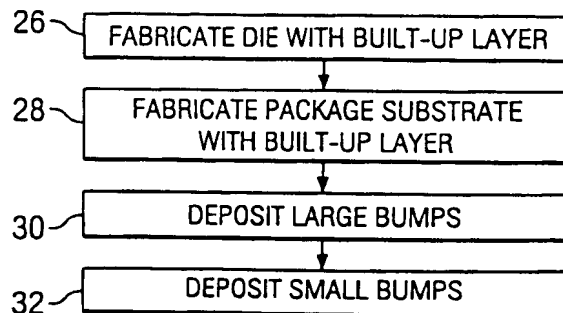 26
FABRICATE DIE WITH BUILT-UP LAYER
28
FABRICATE PACKAGE SUBSTRATE
WITH BUILT-UP LAYER
30
DEPOSIT LARGE BUMPS
32
DEPOSIT SMALL BUMPS